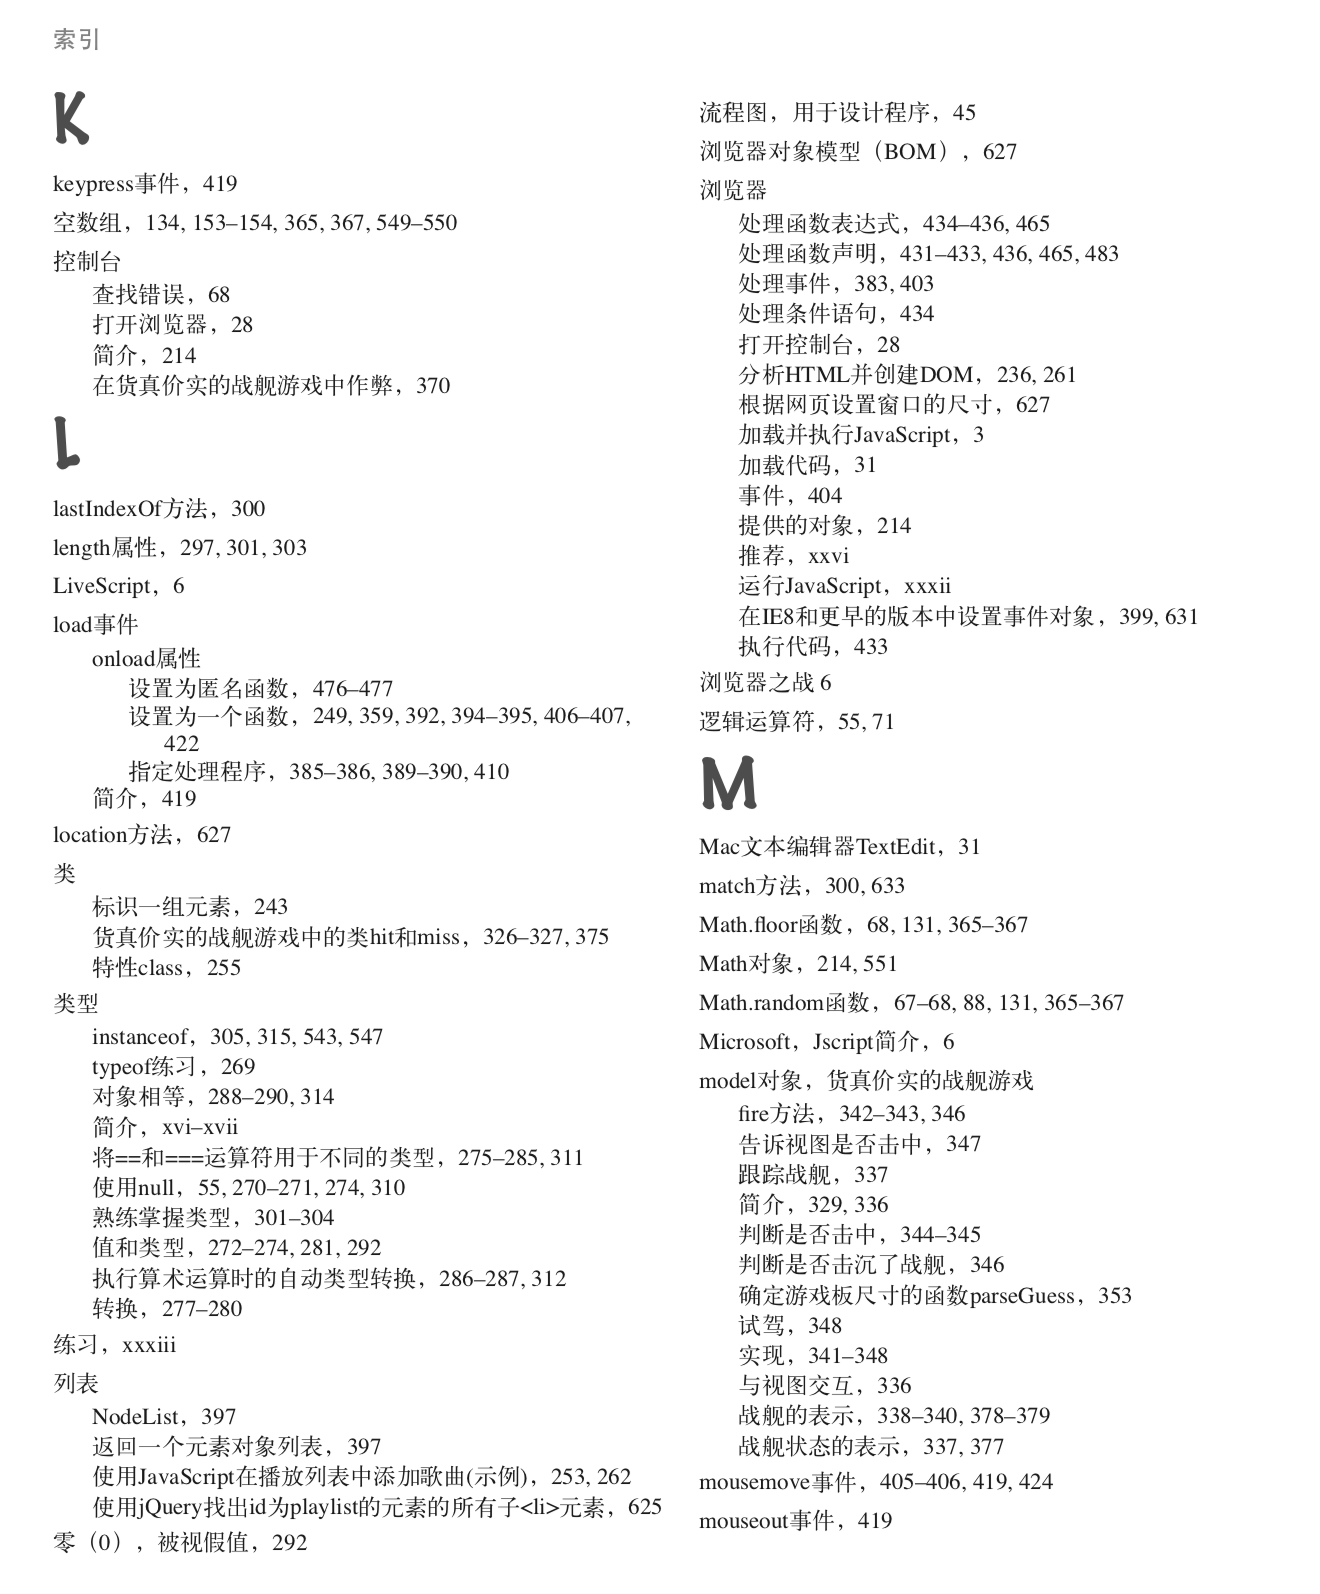 索引
K
keypress事件，419
空数组，134, 153–154, 365, 367, 549–550
控制台
查找错误，68
打开浏览器，28
简介，214
在货真价实的战舰游戏中作弊，370
L
lastIndexOf方法，300
length属性，297, 301, 303
LiveScript，6
load事件
onload属性
设置为匿名函数，476–477
设置为一个函数，249, 359, 392, 394–395, 406–407,
422
指定处理程序，385–386, 389–390, 410
简介，419
location方法，627
类
标识一组元素，243
货真价实的战舰游戏中的类hit和miss，326–327, 375
特性class，255
类型
instanceof，305, 315, 543, 547
typeof练习，269
对象相等，288–290, 314
简介，xvi–xvii
将==和===运算符用于不同的类型，275–285, 311
使用null，55, 270–271, 274, 310
熟练掌握类型，301–304
值和类型，272–274, 281, 292
执行算术运算时的自动类型转换，286–287, 312
转换，277–280
练习，xxxiii
列表
NodeList，397
返回一个元素对象列表，397
使用JavaScript在播放列表中添加歌曲(示例)，253, 262
使用jQuery找出id为playlist的元素的所有子<li>元素，625
零（0），被视假值，292
流程图，用于设计程序，45
浏览器对象模型（BOM），627
浏览器
处理函数表达式，434–436, 465
处理函数声明，431–433, 436, 465, 483
处理事件，383, 403
处理条件语句，434
打开控制台，28
分析HTML并创建DOM，236, 261
根据网页设置窗口的尺寸，627
加载并执行JavaScript，3
加载代码，31
事件，404
提供的对象，214
推荐，xxvi
运行JavaScript，xxxii
在IE8和更早的版本中设置事件对象，399, 631
执行代码，433
浏览器之战 6
逻辑运算符，55, 71
M
Mac文本编辑器TextEdit，31
match方法，300, 633
Math.floor函数，68, 131, 365–367
Math对象，214, 551
Math.random函数，67–68, 88, 131, 365–367
Microsoft，Jscript简介，6
model对象，货真价实的战舰游戏
fire方法，342–343, 346
告诉视图是否击中，347
跟踪战舰，337
简介，329, 336
判断是否击中，344–345
判断是否击沉了战舰，346
确定游戏板尺寸的函数parseGuess，353
试驾，348
实现，341–348
与视图交互，336
战舰的表示，338–340, 378–379
战舰状态的表示，337, 377
mousemove事件，405–406, 419, 424
mouseout事件，419